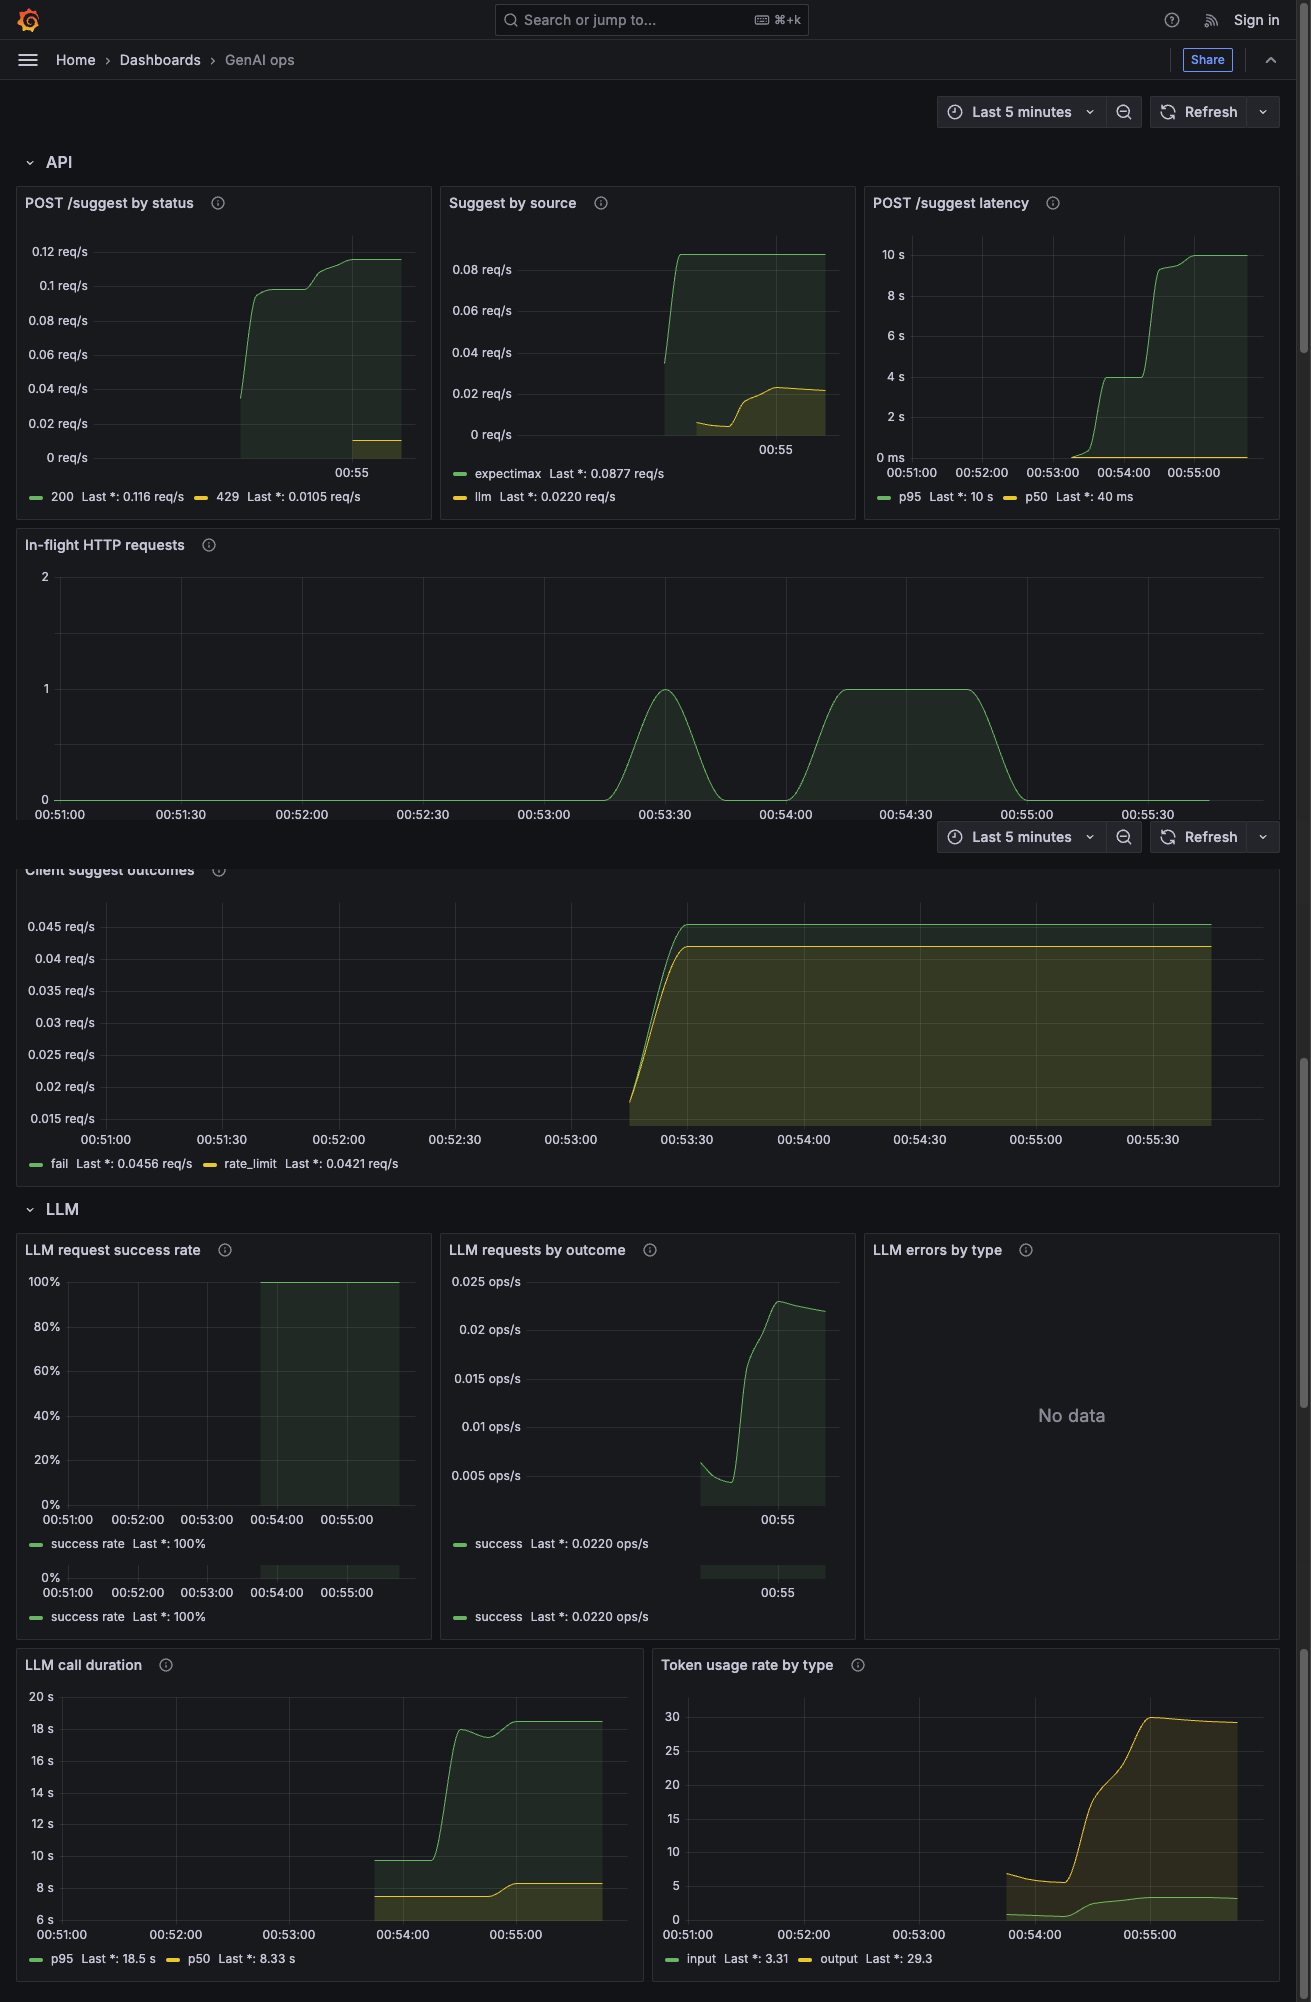 Search or jump to... ⌘+k Sign in
Home › Dashboards › GenAI ops Share
Last 5 minutes Refresh
API
POST /suggest by status
0.12 req/s
0.1 req/s
0.08 req/s
0.06 req/s
0.04 req/s
0.02 req/s
0 req/s
00:55
200 Last *: 0.116 req/s 429 Last *: 0.0105 req/s
Suggest by source
0.08 req/s
0.06 req/s
0.04 req/s
0.02 req/s
0 req/s
00:55
expectimax Last *: 0.0877 req/s
llm Last *: 0.0220 req/s
POST /suggest latency
10 s
8 s
6 s
4 s
2 s
0 ms
00:51:00 00:52:00 00:53:00 00:54:00 00:55:00
p95 Last *: 10 s p50 Last *: 40 ms
In-flight HTTP requests
2
1
0
00:51:00 00:51:30 00:52:00 00:52:30 00:53:00 00:53:30 00:54:00 00:54:30 00:55:00 00:55:30
Last 5 minutes Refresh
Client suggest outcomes
0.045 req/s
0.04 req/s
0.035 req/s
0.03 req/s
0.025 req/s
0.02 req/s
0.015 req/s
00:51:00 00:51:30 00:52:00 00:52:30 00:53:00 00:53:30 00:54:00 00:54:30 00:55:00 00:55:30
fail Last *: 0.0456 req/s rate_limit Last *: 0.0421 req/s
LLM
LLM request success rate
100%
80%
60%
40%
20%
0%
00:51:00 00:52:00 00:53:00 00:54:00 00:55:00
success rate Last *: 100%
0%
00:51:00 00:52:00 00:53:00 00:54:00 00:55:00
success rate Last *: 100%
LLM requests by outcome
0.025 ops/s
0.02 ops/s
0.015 ops/s
0.01 ops/s
0.005 ops/s
00:55
success Last *: 0.0220 ops/s
00:55
success Last *: 0.0220 ops/s
LLM errors by type
No data
LLM call duration
20 s
18 s
16 s
14 s
12 s
10 s
8 s
6 s
00:51:00 00:52:00 00:53:00 00:54:00 00:55:00
p95 Last *: 18.5 s p50 Last *: 8.33 s
Token usage rate by type
30
25
20
15
10
5
0
00:51:00 00:52:00 00:53:00 00:54:00 00:55:00
input Last *: 3.31 output Last *: 29.3